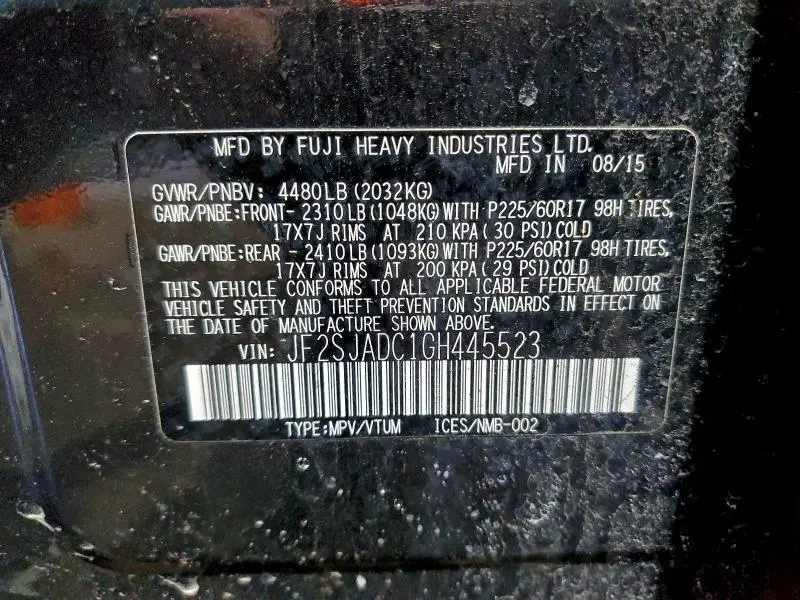 MFD BY FUJI HEAVY INDUSTRIES LTD.
MFD IN 08/15
GVWR/PNBV: 4480LB (2032KG)
GAWR/PNBE:FRONT- 2310LB (1048KG) WITH P225/60R17 98H TIRES,
17X7J RIMS AT 210 KPA ( 30 PSI) COLD
GAWR/PNBE:REAR - 2410LB (1093KG) WITH P225/60R17 98H TIRES,
17X7J RIMS AT 200 KPA ( 29 PSI) COLD
THIS VEHICLE CONFORMS TO ALL APPLICABLE FEDERAL MOTOR
VEHICLE SAFETY AND THEFT PREVENTION STANDARDS IN EFFECT ON
THE DATE OF MANUFACTURE SHOWN ABOVE.
VIN: JF2SJADC1GH445523
TYPE:MPV/VTUM ICES/NMB-002